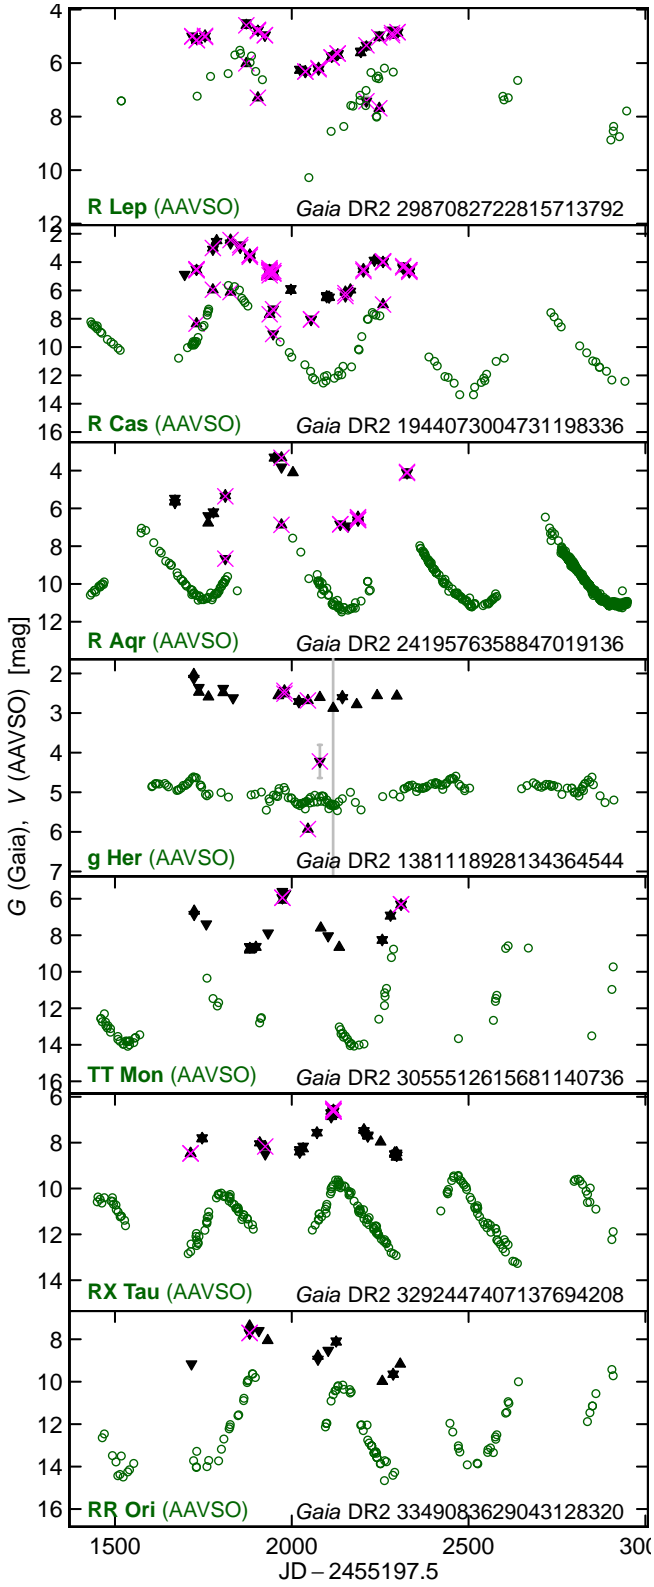 4
6
8
10
12
R Lep (AAVSO)
Gaia DR2 2987082722815713792
2
4
6
8
10
12
14
16
R Cas (AAVSO)
Gaia DR2 1944073004731198336
4
6
8
10
12
R Aqr (AAVSO)
Gaia DR2 2419576358847019136
G (Gaia), V (AAVSO) [mag]
2
3
4
5
6
7
g Her (AAVSO)
Gaia DR2 1381118928134364544
6
8
10
12
14
16
TT Mon (AAVSO)
Gaia DR2 3055512615681140736
6
8
10
12
14
RX Tau (AAVSO)
Gaia DR2 3292447407137694208
8
10
12
14
16
RR Ori (AAVSO)
Gaia DR2 3349083629043128320
1500 2000 2500
JD – 2455197.5